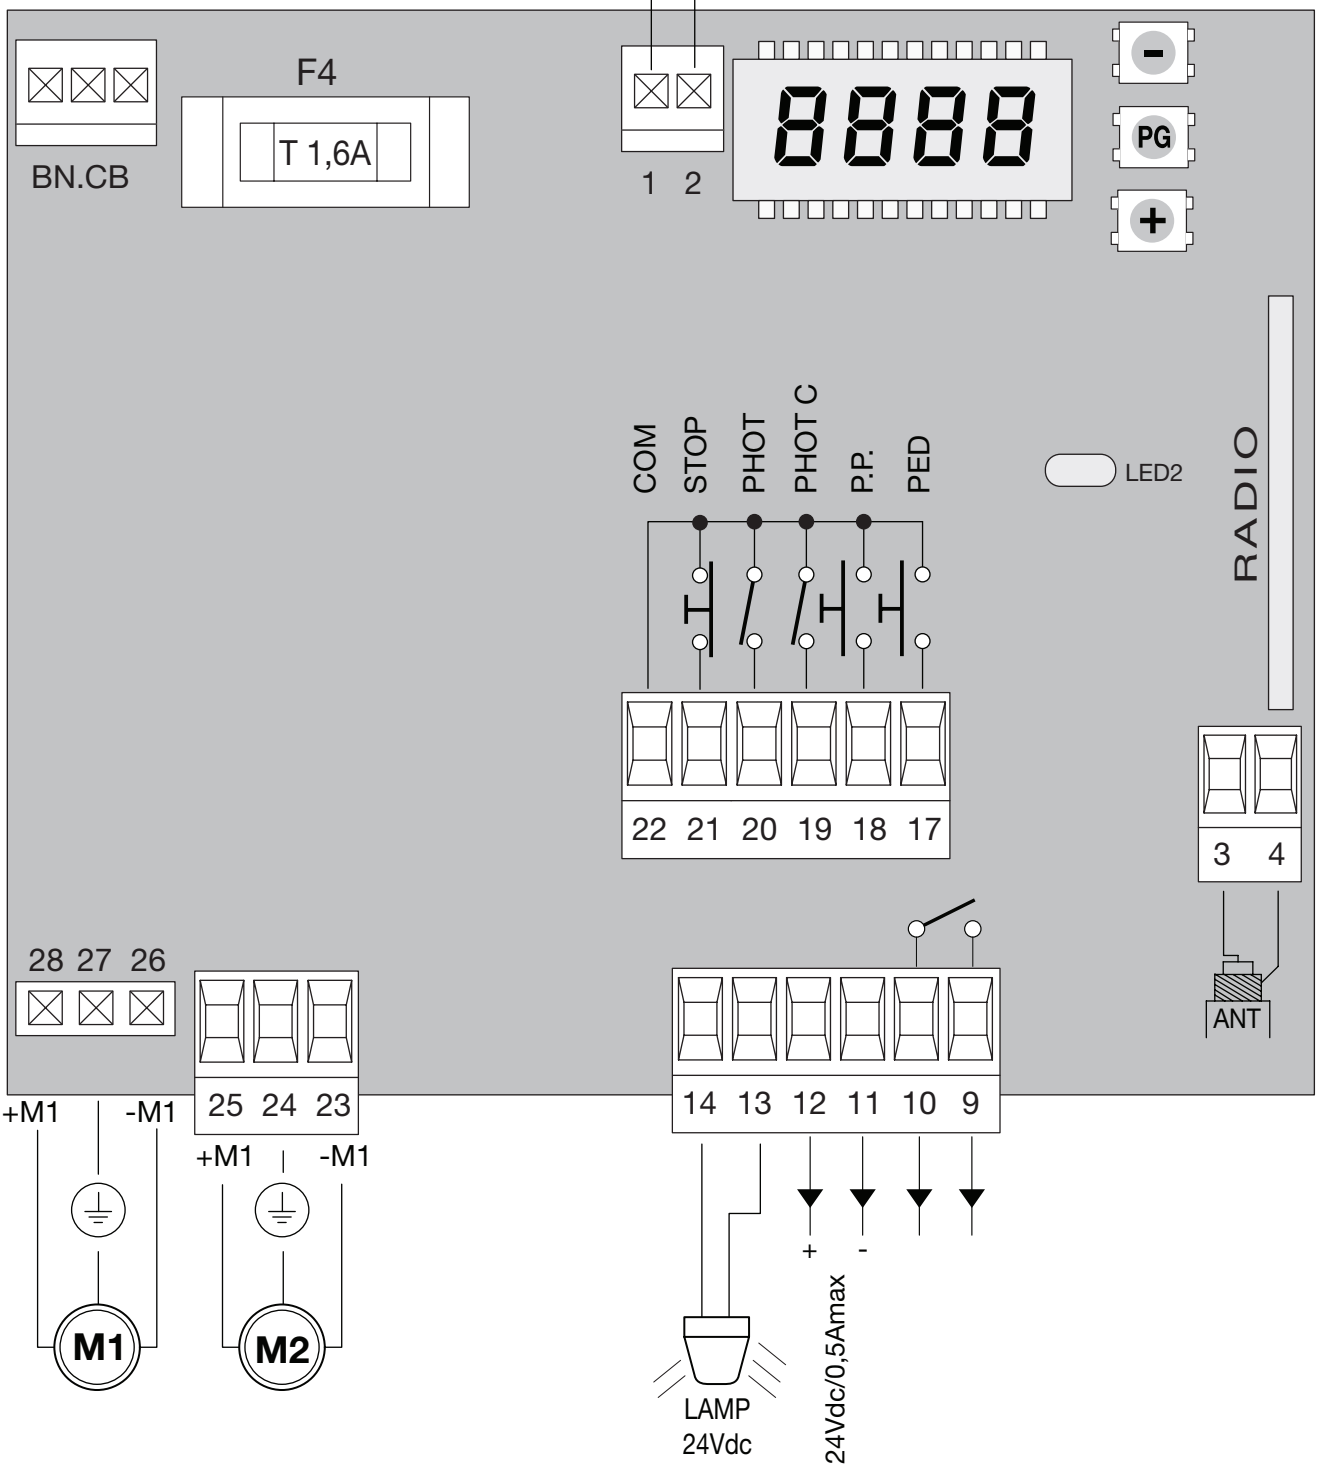 F4
T 1,6A
BN.CB
1 2
8888
-
PG
+
COM
STOP
PHOT
PHOT C
P.P.
PED
LED2
RADIO
22 21 20 19 18 17
3 4
ANT
28 27 26
+M1 -M1
25 24 23
+M1 -M1
14 13 12 11 10 9
+ -
24Vdc/0,5Amax
M1
M2
LAMP
24Vdc